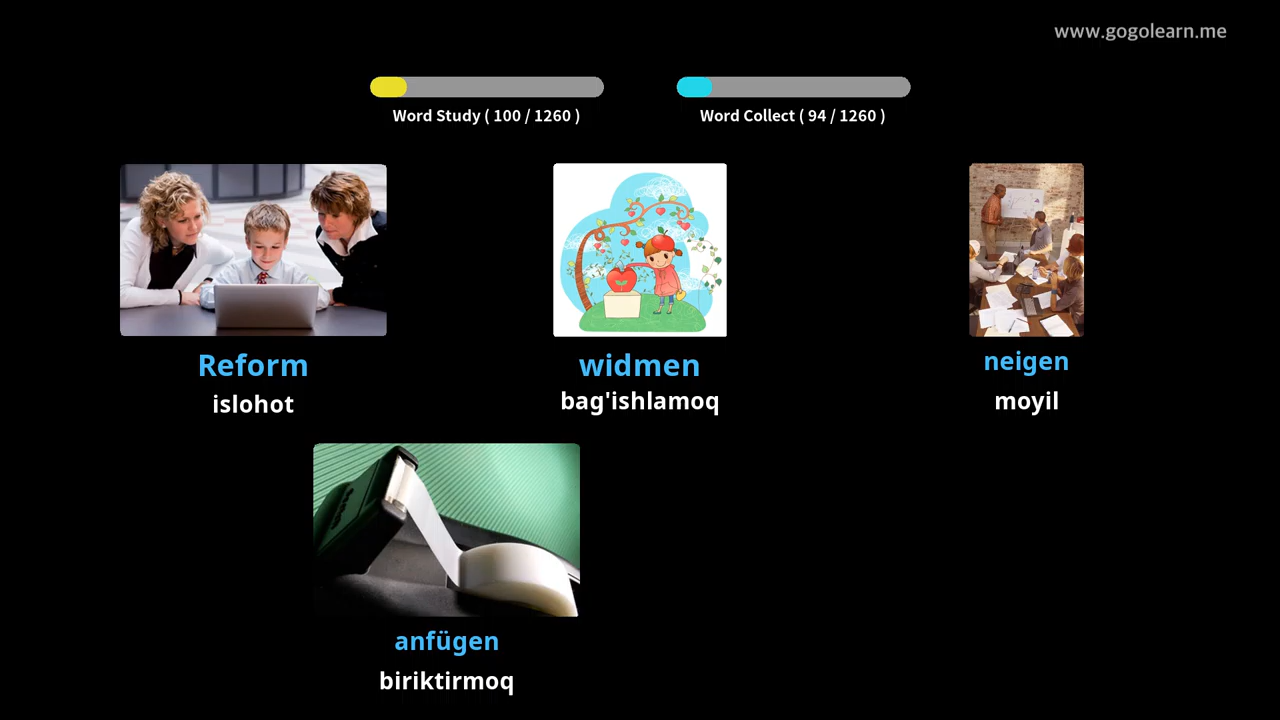 www.gogolearn.me
Word Study ( 100 / 1260 )
Word Collect ( 94 / 1260 )
Reform
islohot
widmen
bag'ishlamoq
neigen
moyil
anfügen
biriktirmoq